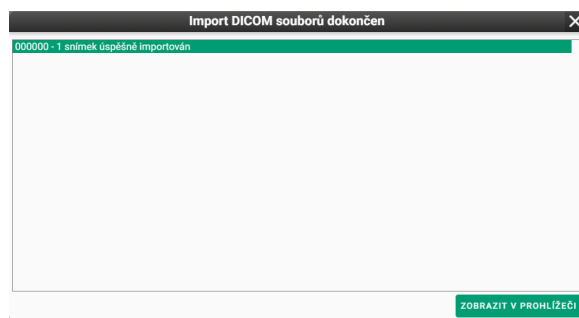 Import DICOM souborů dokončen
000000 - 1 snímek úspěšně importován
ZOBRAZIT V PROHLÍŽEČI